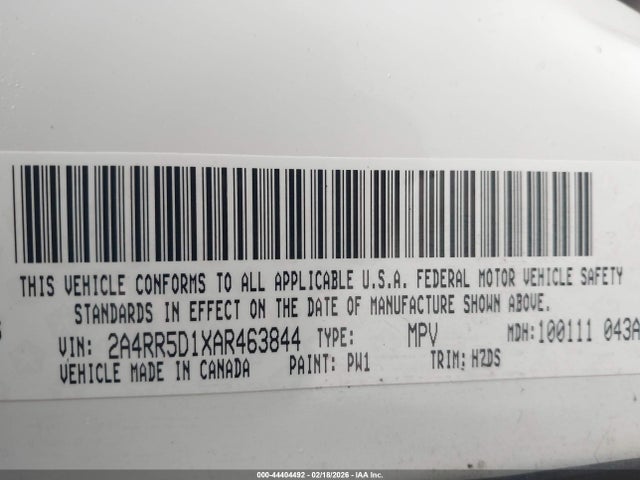 THIS VEHICLE CONFORMS TO ALL APPLICABLE U.S.A. FEDERAL MOTOR VEHICLE SAFETY
STANDARDS IN EFFECT ON THE DATE OF MANUFACTURE SHOWN ABOVE.
VIN: 2A4RR5D1XAR463844 TYPE: MPV MDH:100111 043A
VEHICLE MADE IN CANADA PAINT: PW1 TRIM: HZDS
000-44404492 - 02/18/2026 - IAA Inc.